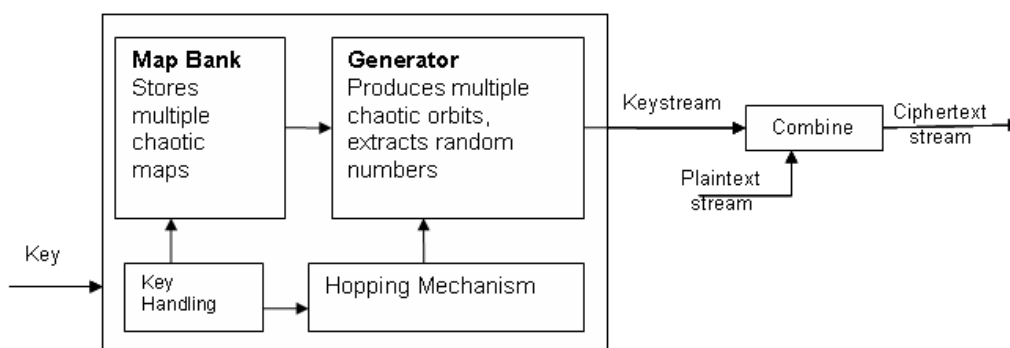 Map Bank
Stores
multiple
chaotic
maps
Generator
Produces multiple
chaotic orbits,
extracts random
numbers
Keystream
Combine
Ciphertext
stream
Plaintext
stream
Key
Key
Handling
Hopping Mechanism